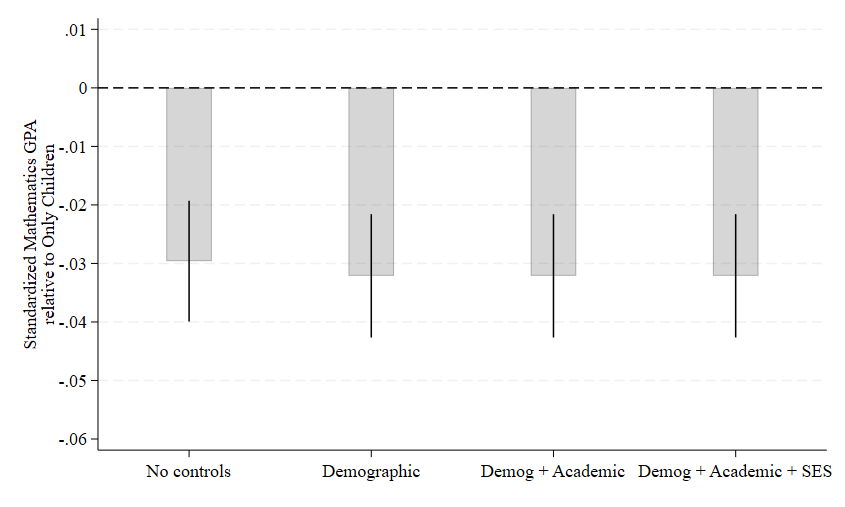 Standardized Mathematics GPA
relative to Only Children
.01
0
-.01
-.02
-.03
-.04
-.05
-.06
No controls
Demographic
Demog + Academic
Demog + Academic + SES